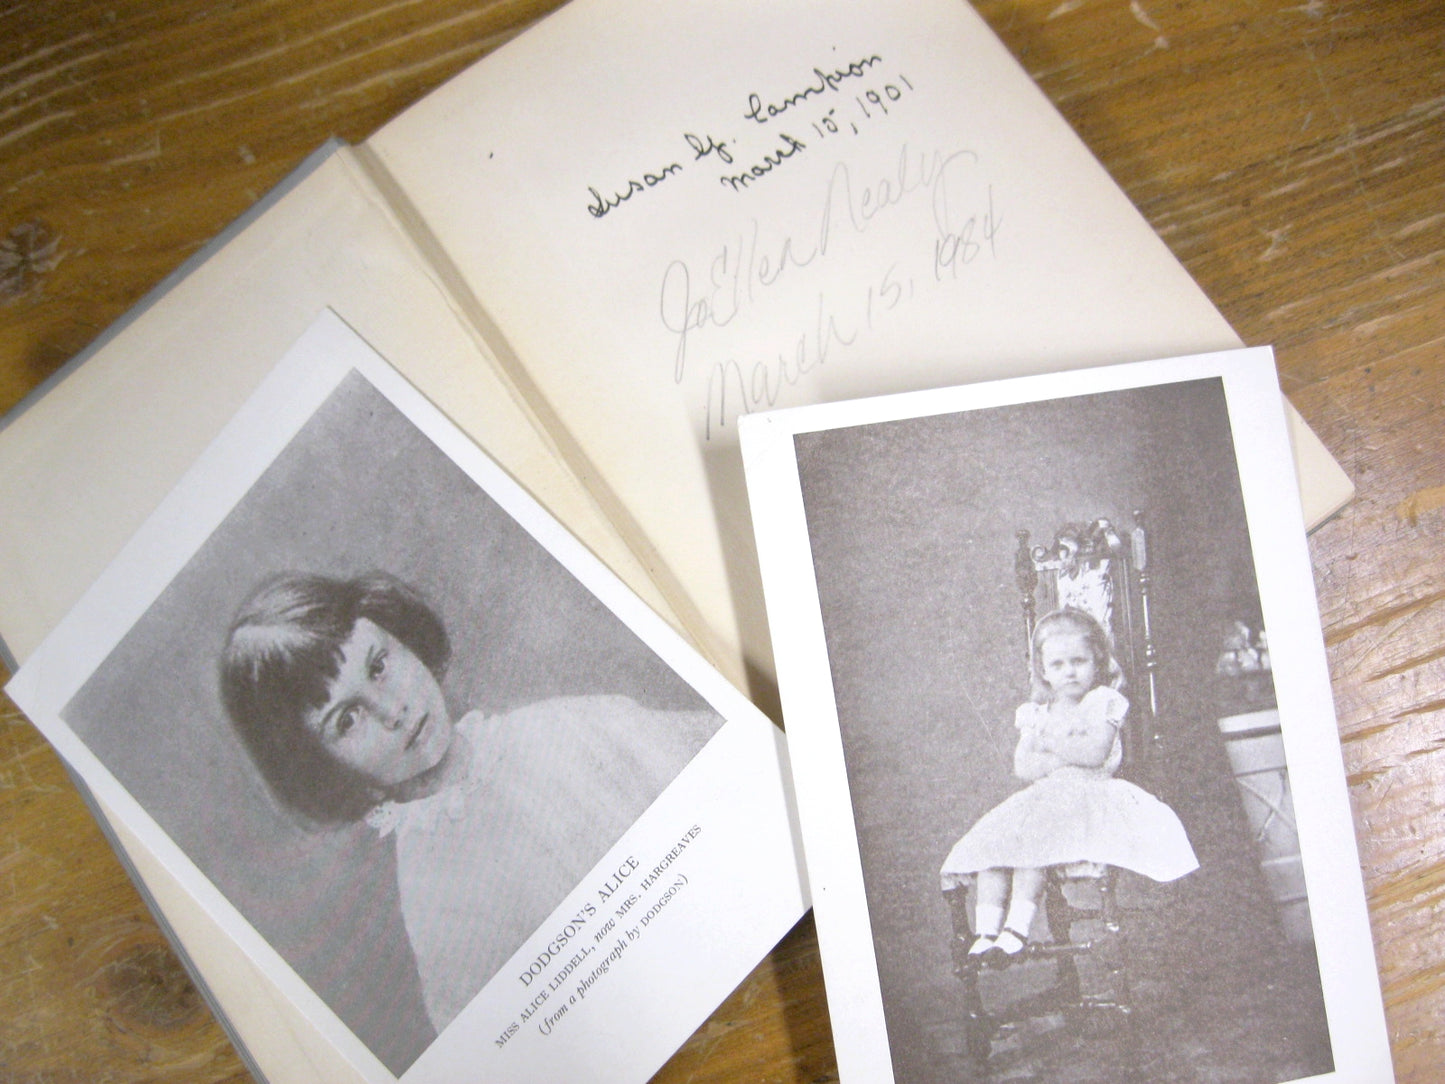 Susan G. Campion
March 15, 1901
JoEllen Nealy
March 15, 1984
DODGSON'S ALICE
MISS ALICE LIDDELL, now MRS. HARGREAVES
(from a photograph by DODGSON)